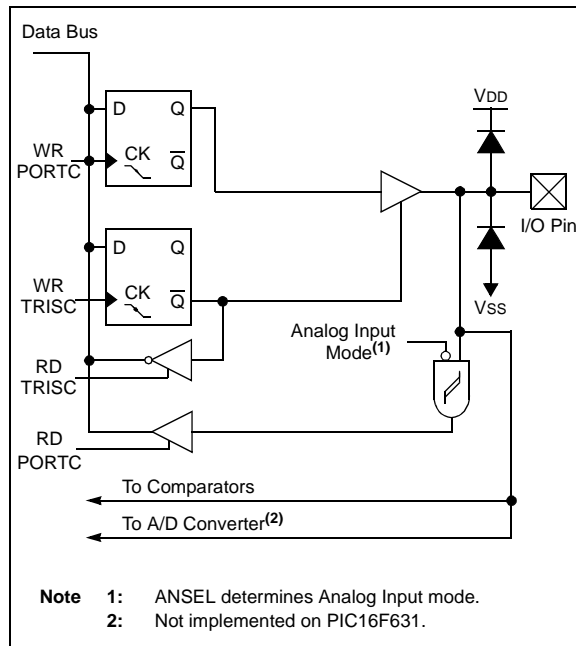 Data Bus
D Q
WR
PORTC
CK Q
VDD
I/O Pin
D Q
WR
TRISC
CK Q
VSS
Analog Input
Mode(1)
RD
TRISC
RD
PORTC
To Comparators
To A/D Converter(2)
Note 1: ANSEL determines Analog Input mode.
2: Not implemented on PIC16F631.